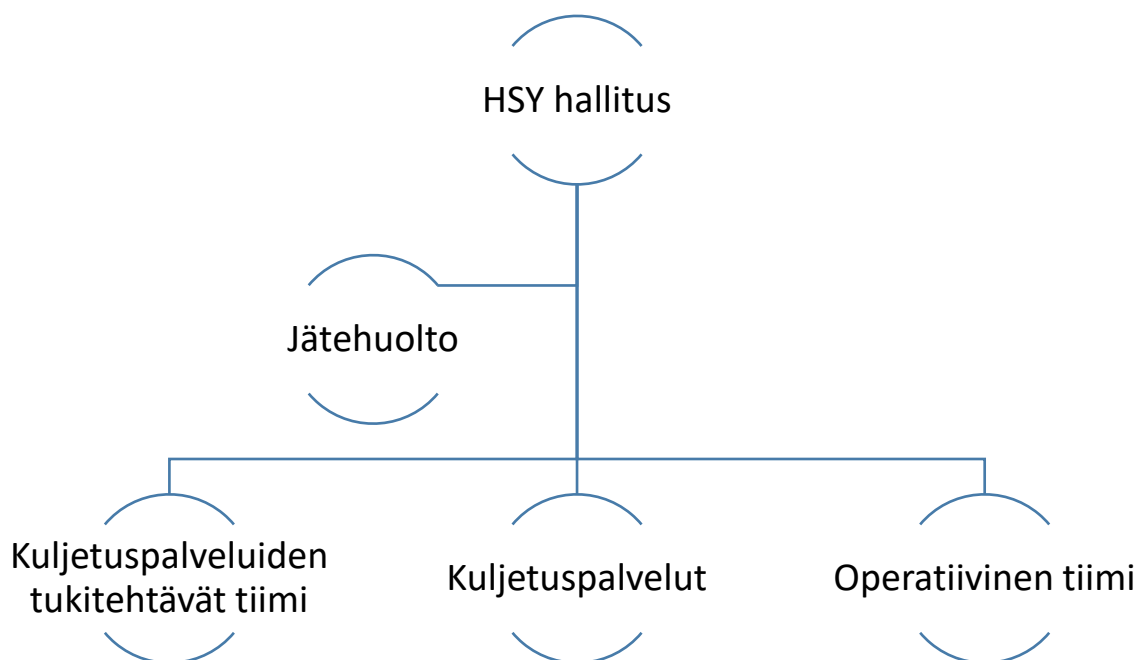 HSY hallitus
Jätehuolto
Kuljetuspalveluiden
tukitehtävät tiimi
Kuljetuspalvelut
Operatiivinen tiimi